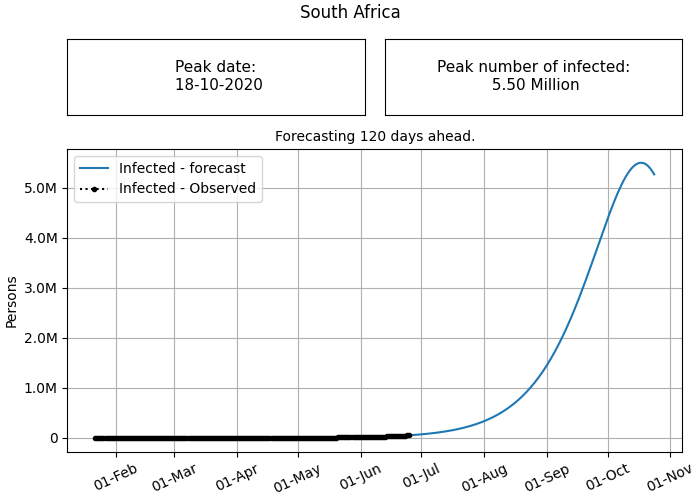 South Africa
Peak date:
18-10-2020
Peak number of infected:
5.50 Million
Forecasting 120 days ahead.
Infected - forecast
Infected - Observed
Persons
5.0M
4.0M
3.0M
2.0M
1.0M
0
01-Feb
01-Mar
01-Apr
01-May
01-Jun
01-Jul
01-Aug
01-Sep
01-Oct
01-Nov